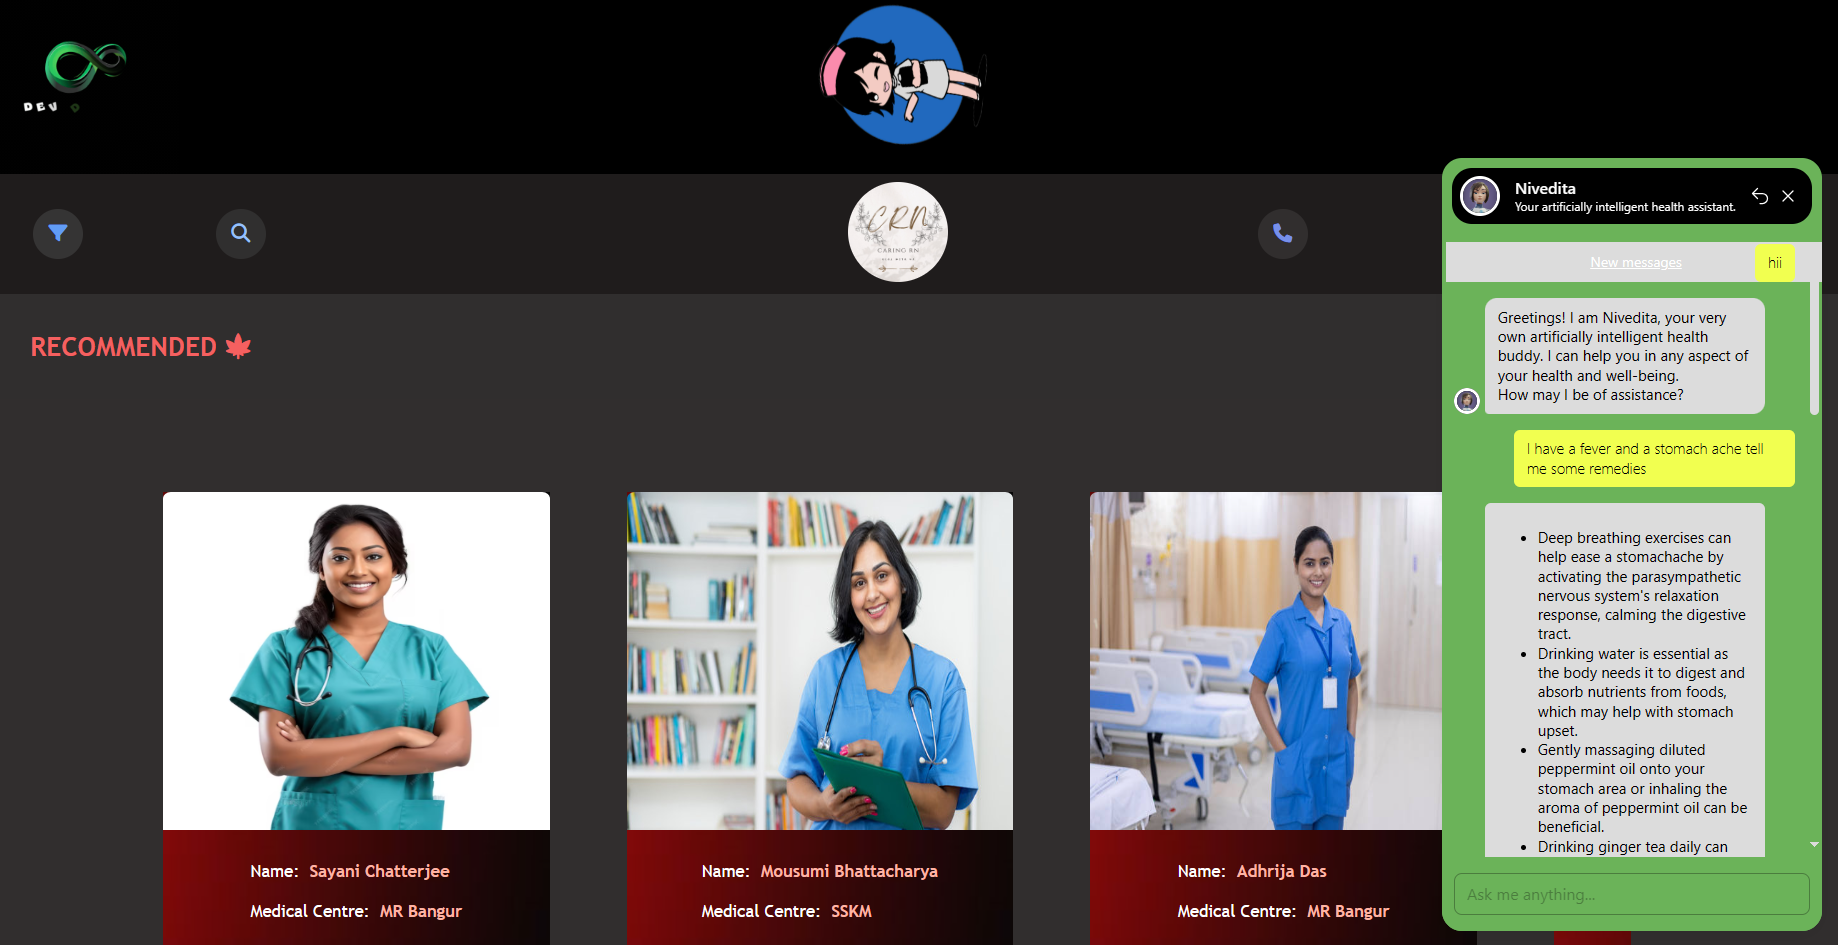 DEV D
CRN
CARING RN
Nivedita
Your artificially intelligent health assistant.
New messages
hii
Greetings! I am Nivedita, your very
own artificially intelligent health
buddy. I can help you in any aspect of
your health and well-being.
How may I be of assistance?
I have a fever and a stomach ache tell
me some remedies
• Deep breathing exercises can
help ease a stomachache by
activating the parasympathetic
nervous system's relaxation
response, calming the digestive
tract.
• Drinking water is essential as
the body needs it to digest and
absorb nutrients from foods,
which may help with stomach
upset.
• Gently massaging diluted
peppermint oil onto your
stomach area or inhaling the
aroma of peppermint oil can be
beneficial.
• Drinking ginger tea daily can
Ask me anything...
RECOMMENDED
Name: Sayani Chatterjee
Medical Centre: MR Bangur
Name: Mousumi Bhattacharya
Medical Centre: SSKM
Name: Adhrija Das
Medical Centre: MR Bangur